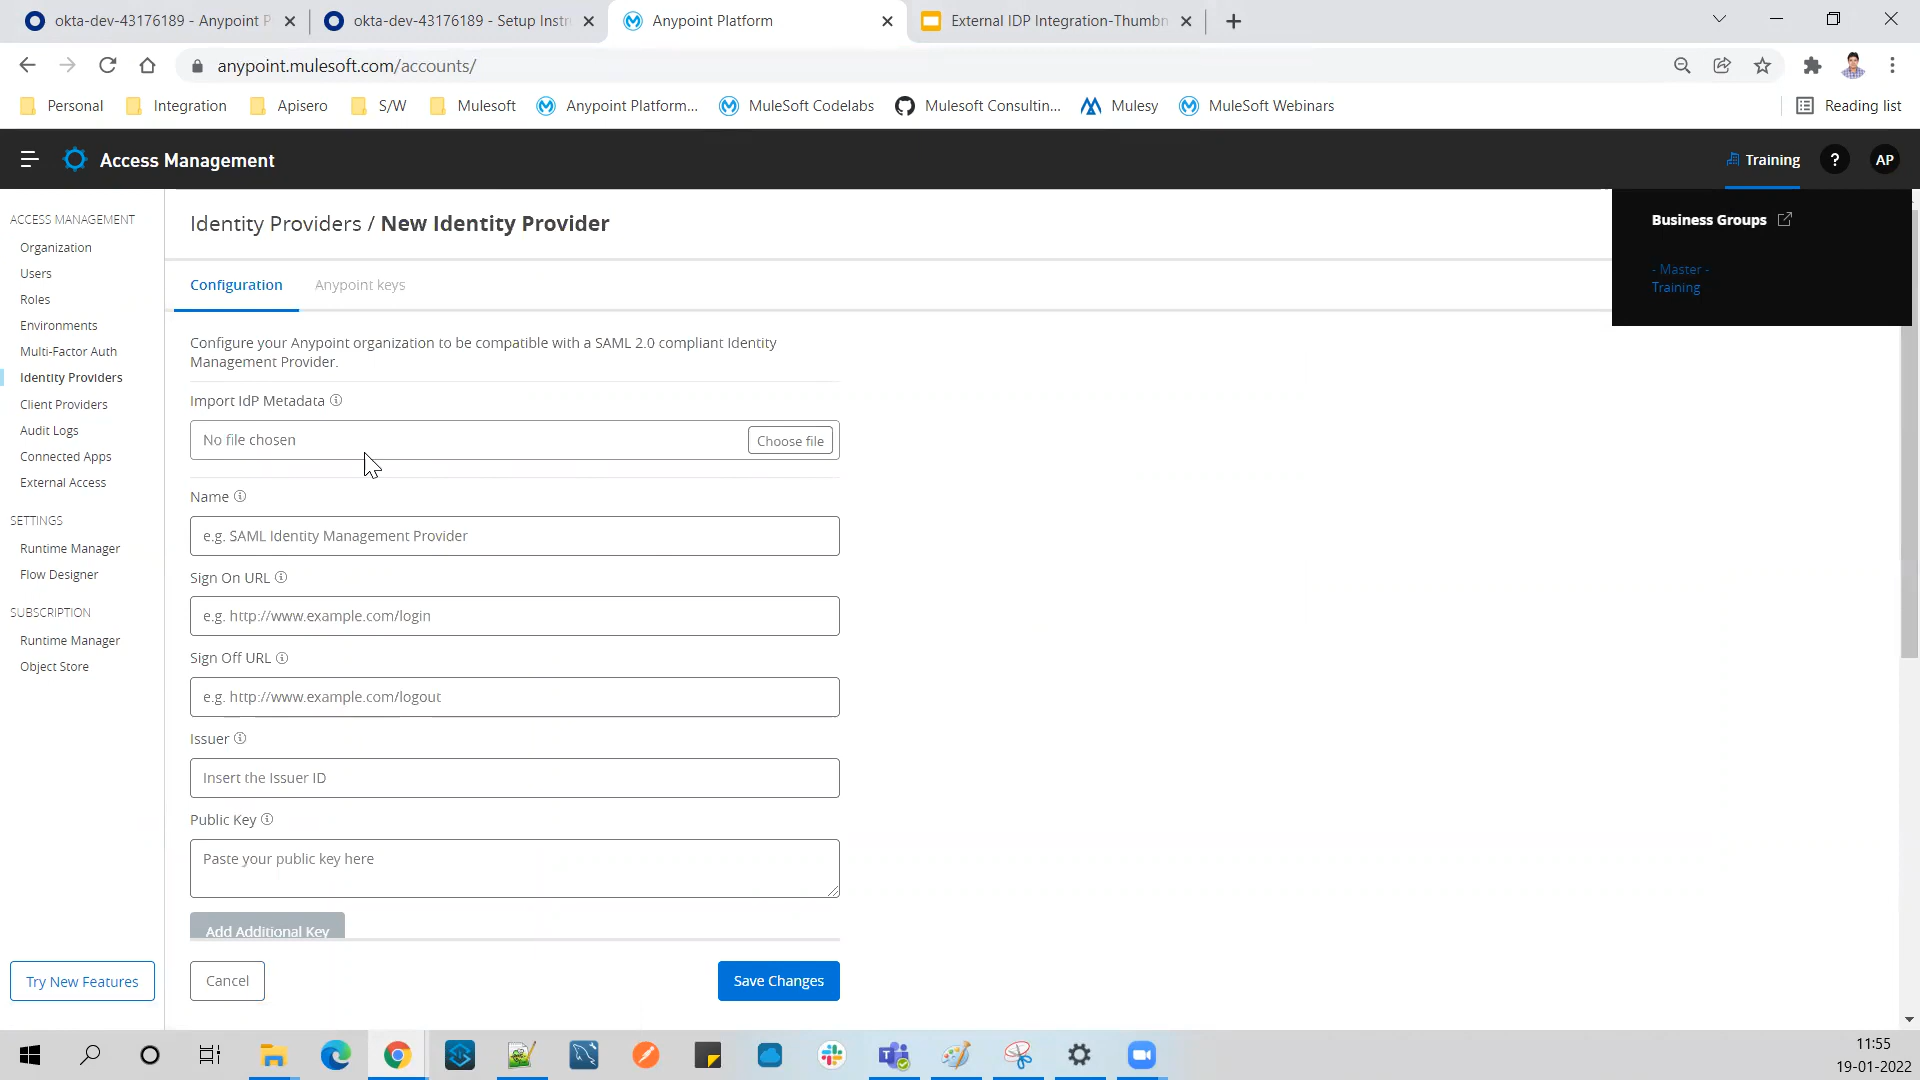 okta-dev-43176189 - Anypoint P
okta-dev-43176189 - Setup Instr
Anypoint Platform
External IDP Integration-Thumbn
anypoint.mulesoft.com/accounts/
Personal
Integration
Apisero
S/W
Mulesoft
Anypoint Platform...
MuleSoft Codelabs
Mulesoft Consultin...
Mulesy
MuleSoft Webinars
Reading list
Access Management
Training
?
AP
Business Groups
- Master -
Training
ACCESS MANAGEMENT
Organization
Users
Roles
Environments
Multi-Factor Auth
Identity Providers
Client Providers
Audit Logs
Connected Apps
External Access
SETTINGS
Runtime Manager
Flow Designer
SUBSCRIPTION
Runtime Manager
Object Store
Try New Features
Identity Providers / New Identity Provider
Configuration
Anypoint keys
Configure your Anypoint organization to be compatible with a SAML 2.0 compliant Identity
Management Provider.
Import IdP Metadata
No file chosen
Choose file
Name
e.g. SAML Identity Management Provider
Sign On URL
e.g. http://www.example.com/login
Sign Off URL
e.g. http://www.example.com/logout
Issuer
Insert the Issuer ID
Public Key
Paste your public key here
Add Additional Key
Cancel
Save Changes
11:55
19-01-2022